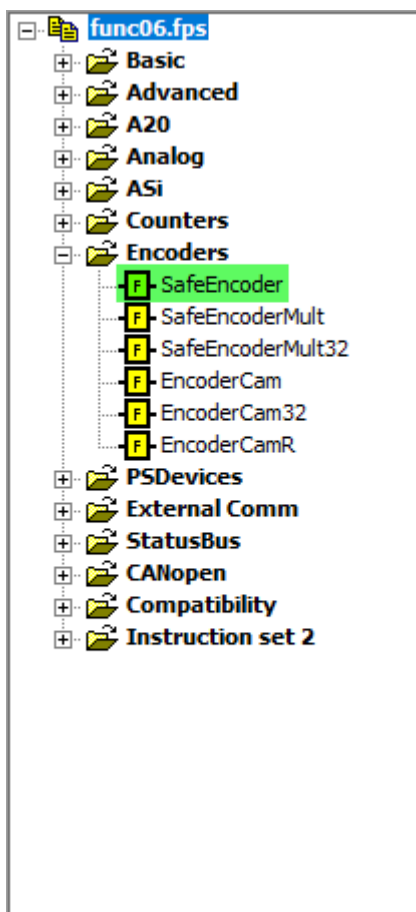 func06.fps
Basic
Advanced
A20
Analog
ASi
Counters
Encoders
F SafeEncoder
F SafeEncoderMult
F SafeEncoderMult32
F EncoderCam
F EncoderCam32
F EncoderCamR
PSDevices
External Comm
StatusBus
CANopen
Compatibility
Instruction set 2